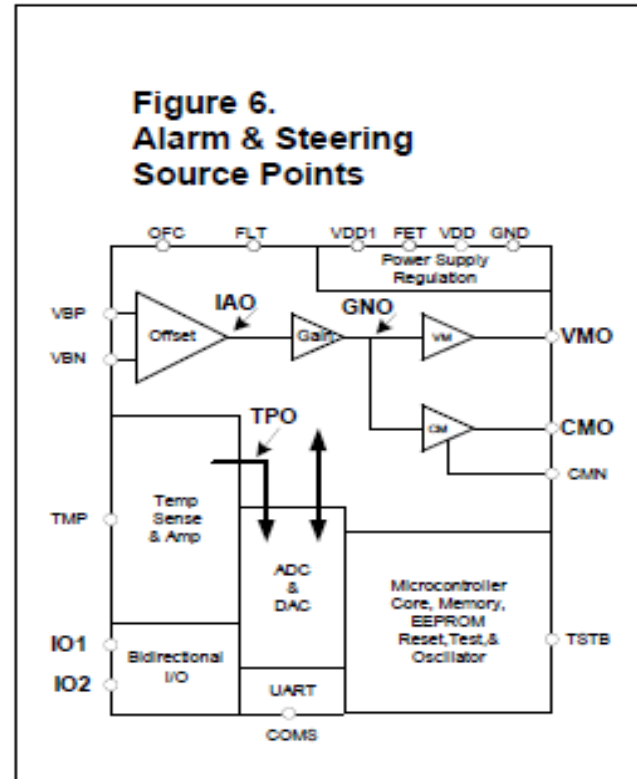 Figure 6.
Alarm & Steering
Source Points
OFC FLT VDD1 FET VDD GND
Power Supply
Regulation
IAO GNO
VBP
Offset Gain VM VMO
VBN
TPO
CM CMO
CMN
Temp
Sense
& Amp
TMP
ADC
&
DAC
Microcontroller
Core, Memory,
EEPROM
Reset,Test,&
Oscillator
TSTB
IO1
Bidirectional
I/O
IO2
UART
COMS